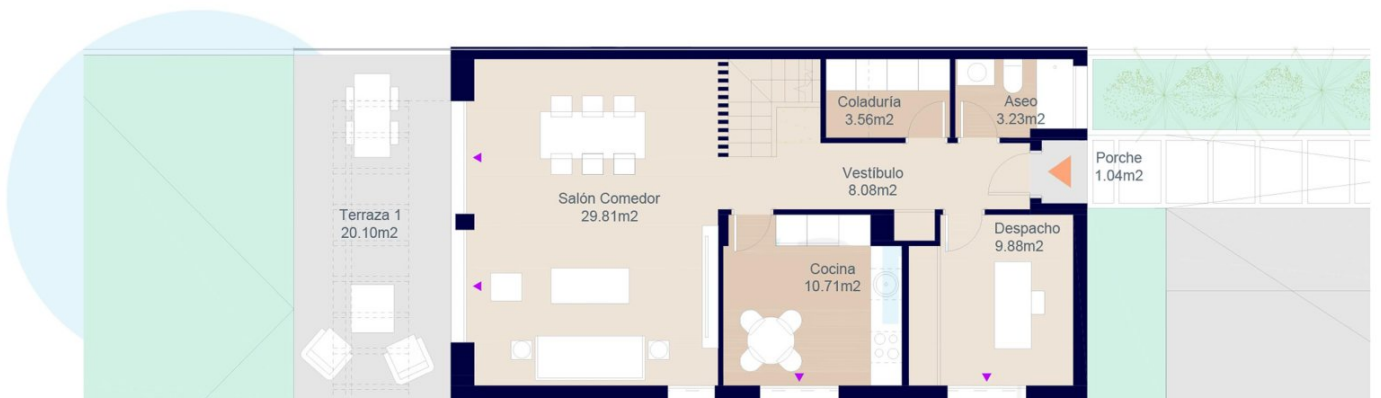 Coladuría
3.56m2
Aseo
3.23m2
Porche
1.04m2
Vestíbulo
8.08m2
Salón Comedor
29.81m2
Terraza 1
20.10m2
Despacho
9.88m2
Cocina
10.71m2